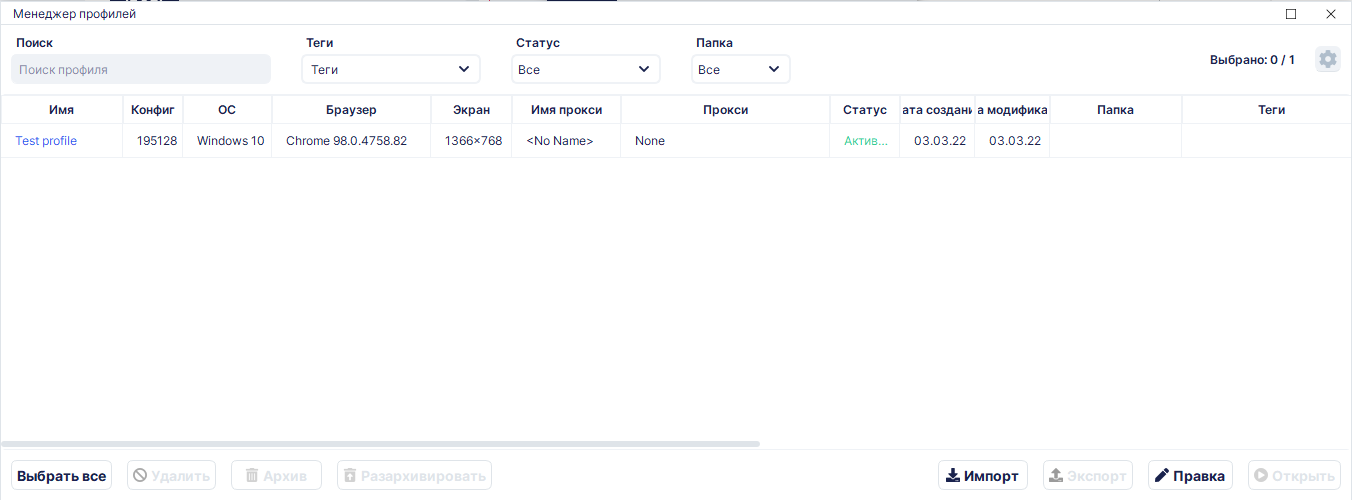 Менеджер профилей
Поиск Теги Статус Папка
Поиск профиля Теги Все Все Выбрано: 0 / 1
Имя Конфиг ОС Браузер Экран Имя прокси Прокси Статус ата создани а модифика Папка Теги
Test profile 195128 Windows 10 Chrome 98.0.4758.82 1366×768 <No Name> None Актив... 03.03.22 03.03.22
Выбрать все Удалить Архив Разархивировать Импорт Экспорт Правка Открыть